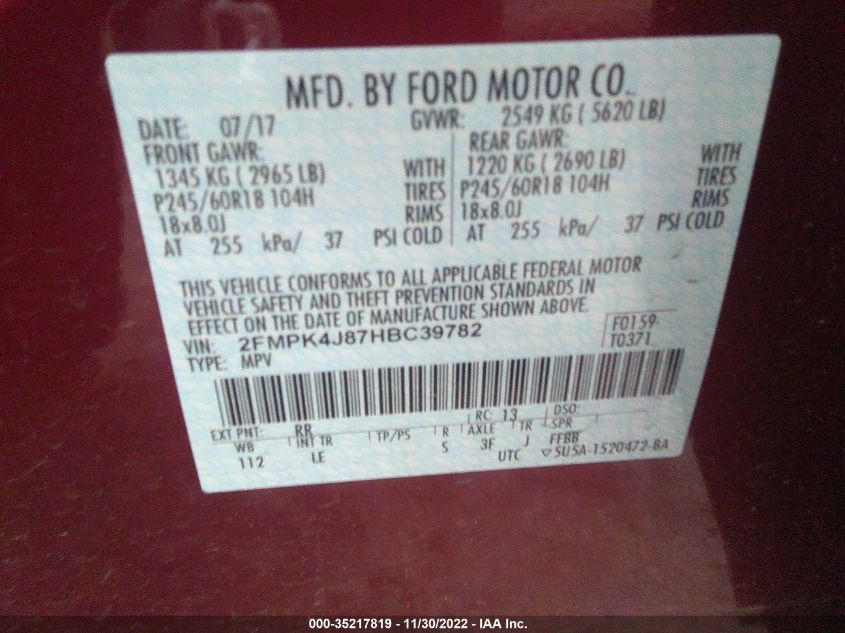 MFD. BY FORD MOTOR CO.
DATE: 07/17 GVWR: 2549 KG ( 5620 LB)
FRONT GAWR: REAR GAWR:
1345 KG ( 2965 LB) WITH 1220 KG ( 2690 LB) WITH
P245/60R18 104H TIRES P245/60R18 104H TIRES
18x8.0J RIMS 18x8.0J RIMS
AT 255 kPa/ 37 PSI COLD AT 255 kPa/ 37 PSI COLD
THIS VEHICLE CONFORMS TO ALL APPLICABLE FEDERAL MOTOR
VEHICLE SAFETY AND THEFT PREVENTION STANDARDS IN
EFFECT ON THE DATE OF MANUFACTURE SHOWN ABOVE.
VIN: 2FMPK4J87HBC39782 F0159-
TYPE: MPV T0371
EXT PNT: RR RC: 13 DSO:
WB INT TR TP/PS R AXLE TR SPR
112 LE S 3F J FFBB
UTC ▽5U5A-1520472-BA
000-35217819 - 11/30/2022 - IAA Inc.